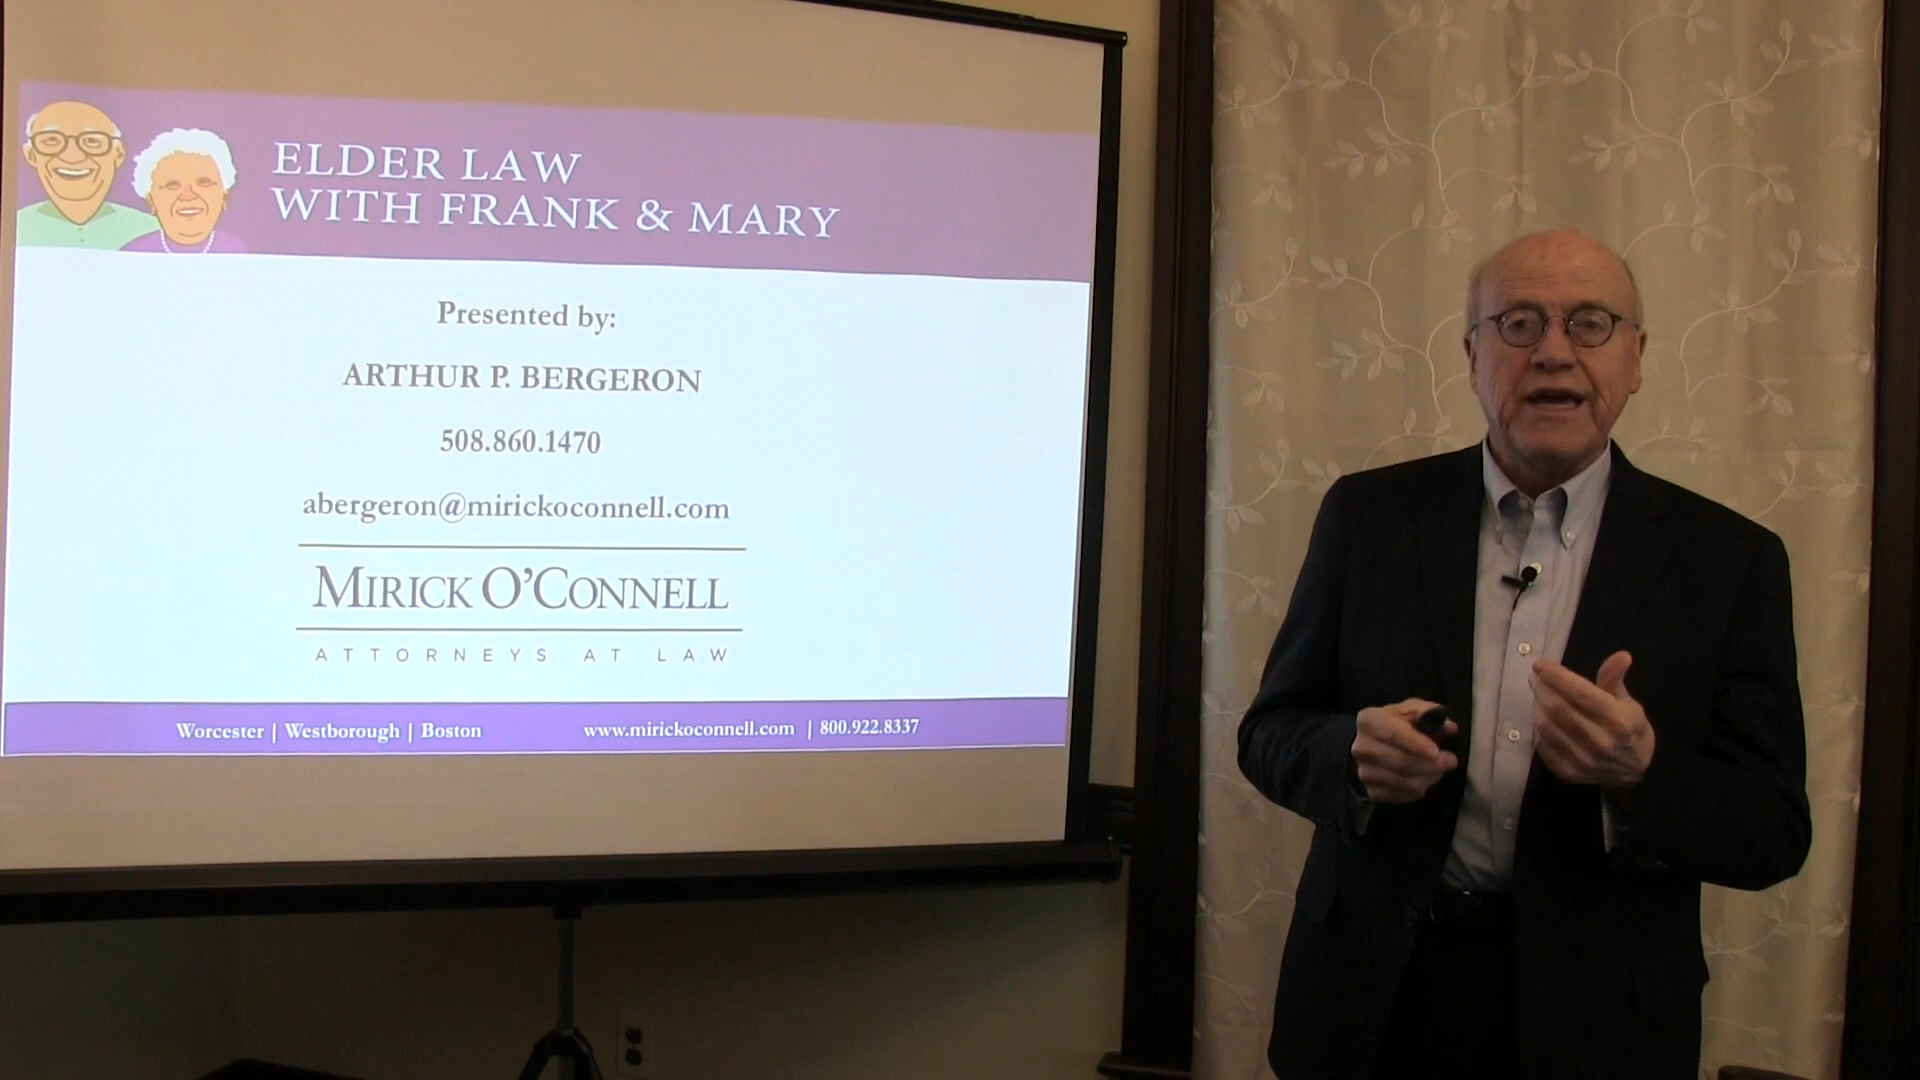 ELDER LAW
WITH FRANK & MARY
Presented by:
ARTHUR P. BERGERON
508.860.1470
abergeron@mirickoconnell.com
MIRICK O'CONNELL
ATTORNEYS AT LAW
Worcester | Westborough | Boston www.mirickoconnell.com | 800.922.8337